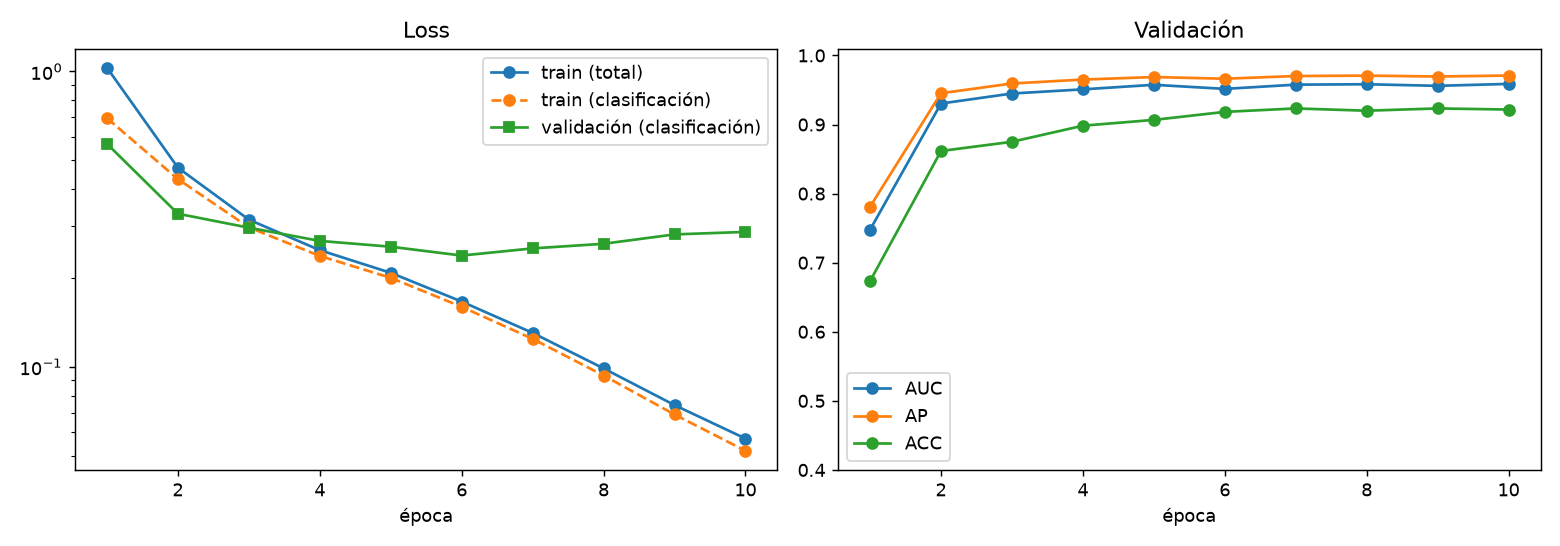 Loss
10⁰
10⁻¹
train (total)
train (clasificación)
validación (clasificación)
2 4 6 8 10
época
Validación
1.0
0.9
0.8
0.7
0.6
0.5
0.4
AUC
AP
ACC
2 4 6 8 10
época